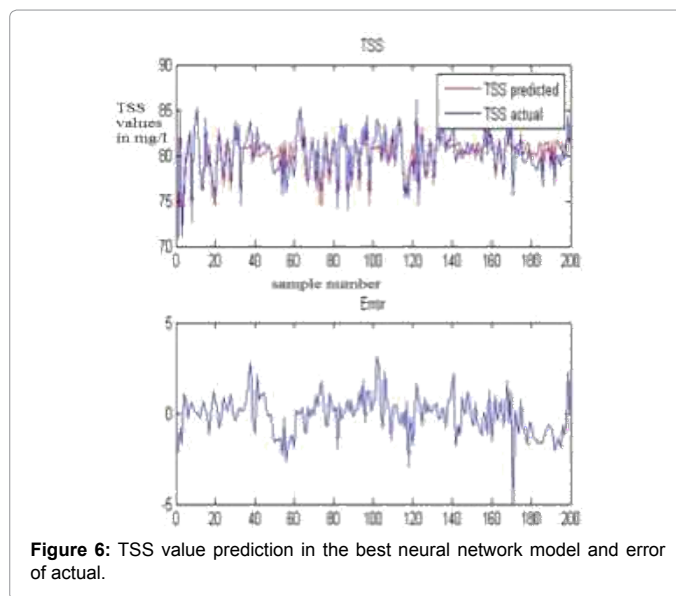 TSS
90
85
80
75
70
TSS
values
in mg/l
TSS predicted
TSS actual
0 20 40 60 80 100 120 140 160 180 200
sample number
Error
5
0
-5
0 20 40 60 80 100 120 140 160 180 200
Figure 6: TSS value prediction in the best neural network model and error
of actual.